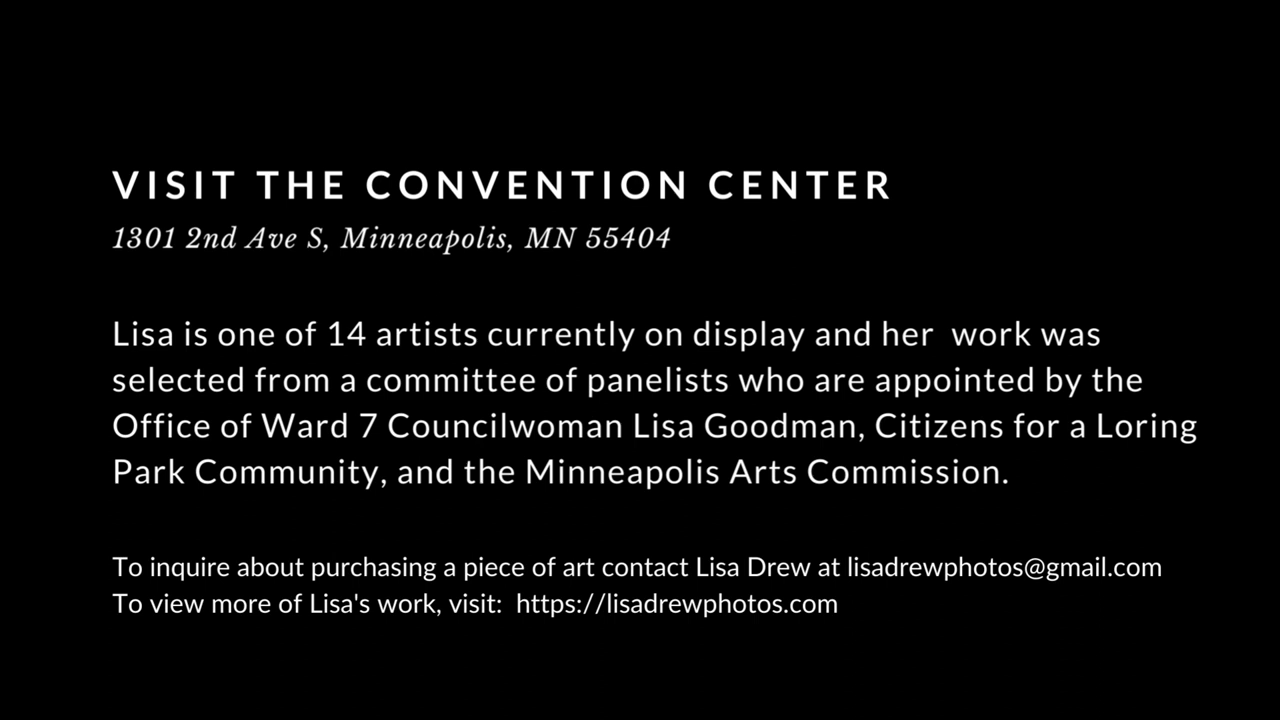 VISIT THE CONVENTION CENTER
1301 2nd Ave S, Minneapolis, MN 55404
Lisa is one of 14 artists currently on display and her  work was
selected from a committee of panelists who are appointed by the
Office of Ward 7 Councilwoman Lisa Goodman, Citizens for a Loring
Park Community, and the Minneapolis Arts Commission.
To inquire about purchasing a piece of art contact Lisa Drew at lisadrewphotos@gmail.com
To view more of Lisa's work, visit:  https://lisadrewphotos.com